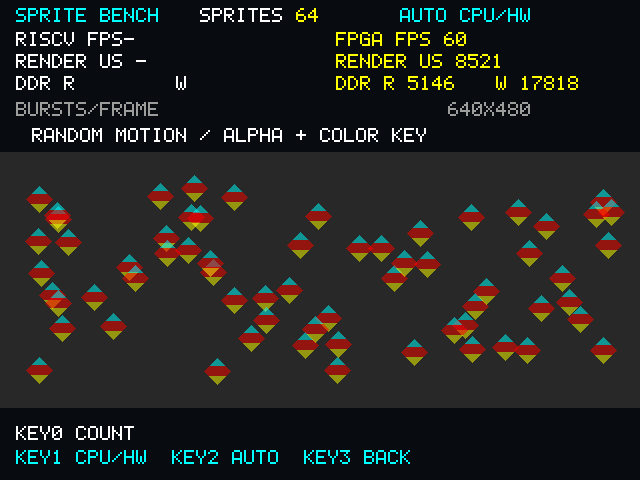 SPRITE BENCH SPRITES 64 AUTO CPU/HW
RISCV FPS- FPGA FPS 60
RENDER US - RENDER US 8521
DDR R W DDR R 5146 W 17818
BURSTS/FRAME 640X480
RANDOM MOTION / ALPHA + COLOR KEY
KEY0 COUNT
KEY1 CPU/HW KEY2 AUTO KEY3 BACK